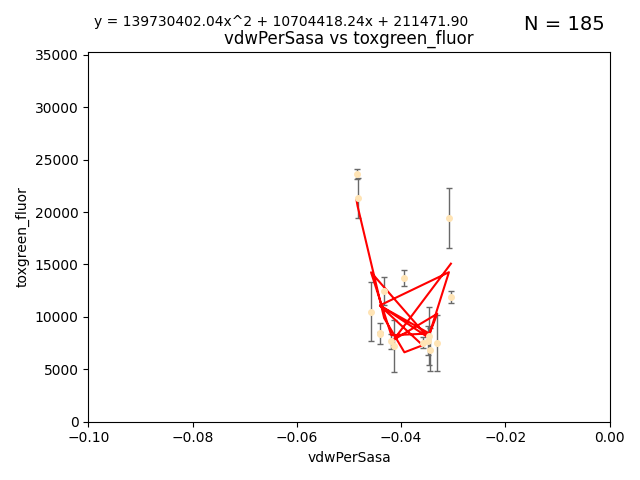 y = 139730402.04x^2 + 10704418.24x + 211471.90
N = 185
vdwPerSasa vs toxgreen_fluor
35000
30000
25000
20000
15000
10000
5000
0
toxgreen_fluor
−0.10 −0.08 −0.06 −0.04 −0.02 0.00
vdwPerSasa